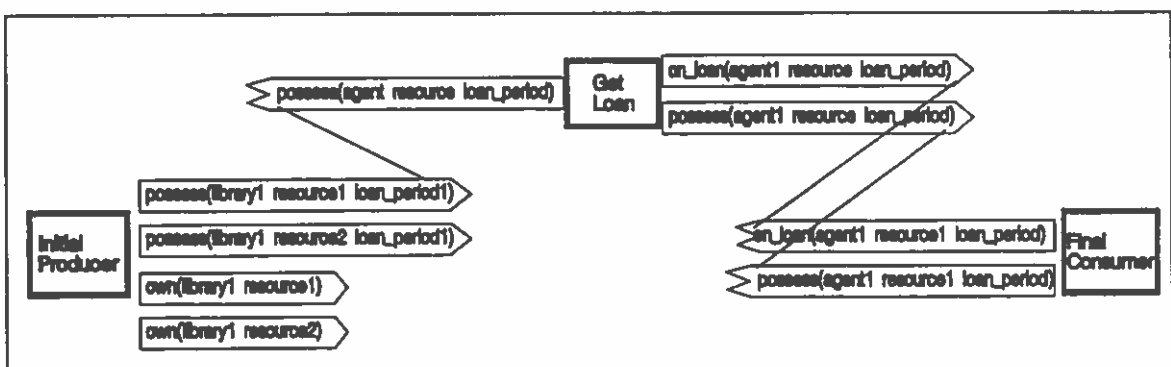 on_loan(agent1 resource loan_period)
possess(agent resource loan_period)
Get
Loan
possess(agent1 resource loan_period)
possess(library1 resource1 loan_period1)
Initial
Producer
possess(library1 resource2 loan_period1)
own(library1 resource1)
own(library1 resource2)
on_loan(agent1 resource1 loan_period)
possess(agent1 resource1 loan_period)
Final
Consumer